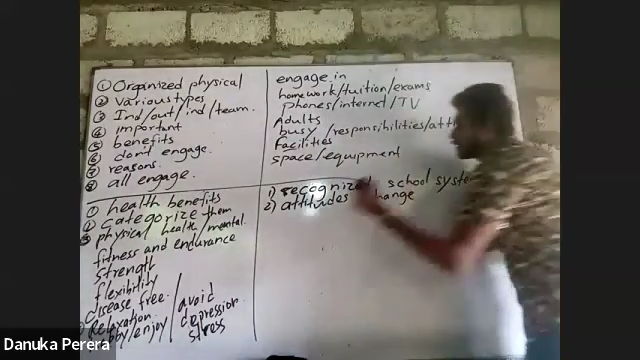 ① Organized physical
② Various types
③ Ind/out/ind/team.
④ important
⑤ benefits
⑥ don't engage.
⑦ reasons.
⑧ all engage.
engage in
homework/tuition/exams
Phones/internet/TV
Adults
busy/responsibilities/
Facilities
space/equipment
① health benefits
② categorize them
③ physical health/mental.
fitness and endurance
strength
flexibility
disease free.
Relaxation
/enjoy
avoid
depression
stress
1) recognized school
2) attitudes change
Danuka Perera